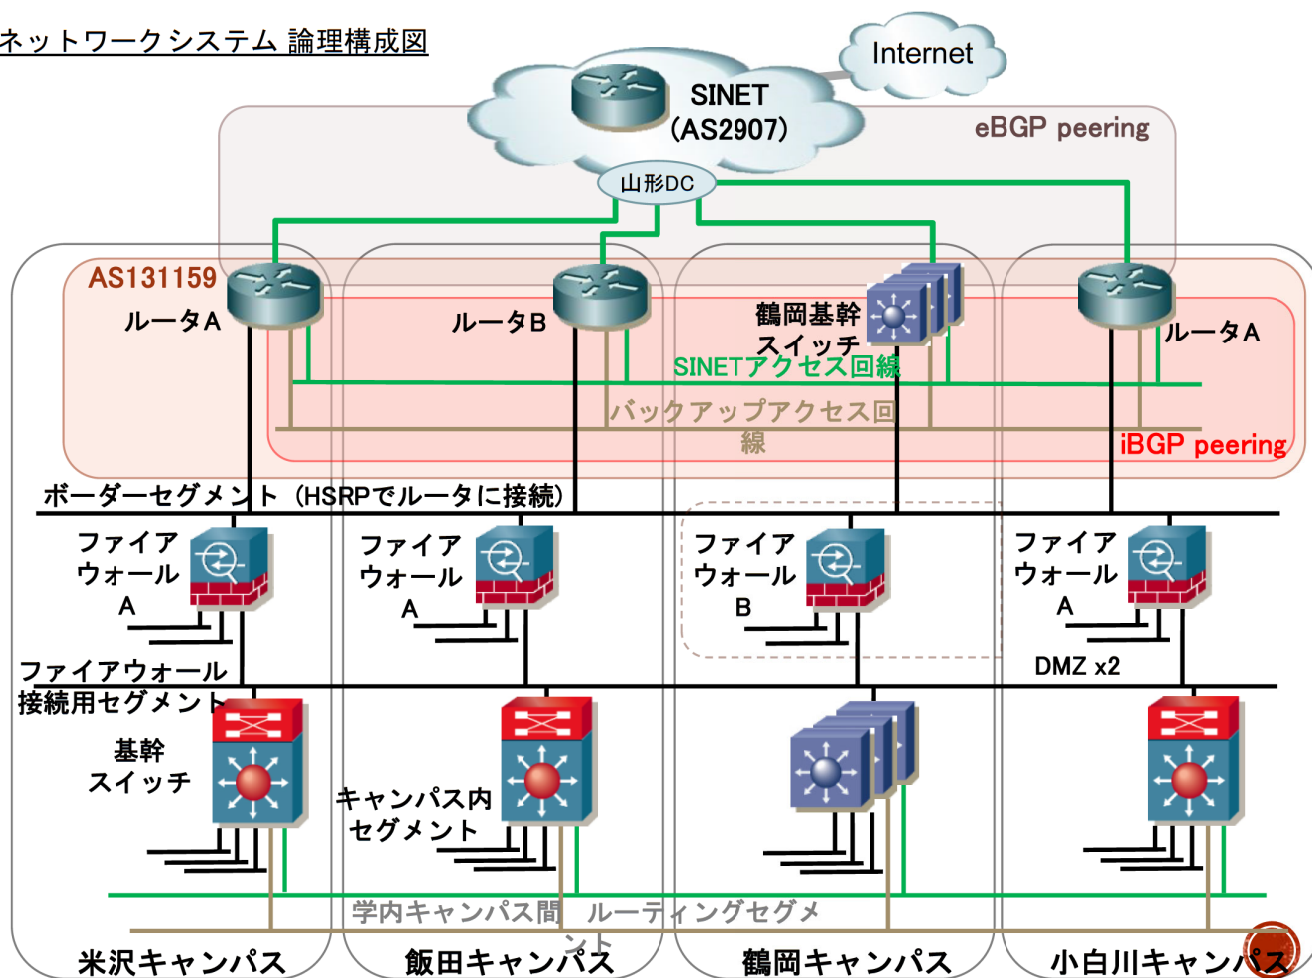 ネットワークシステム 論理構成図
Internet
SINET
(AS2907)
eBGP peering
山形DC
AS131159
ルータA
ルータB
鶴岡基幹
スイッチ
ルータA
SINETアクセス回線
バックアップアクセス回
線
iBGP peering
ボーダーセグメント（HSRPでルータに接続）
ファイア
ウォール
A
ファイア
ウォール
A
ファイア
ウォール
B
ファイア
ウォール
A
ファイアウォール
接続用セグメント
DMZ x2
基幹
スイッチ
キャンパス内
セグメント
学内キャンパス間　ルーティングセグメ
ント
米沢キャンパス
飯田キャンパス
鶴岡キャンパス
小白川キャンパス